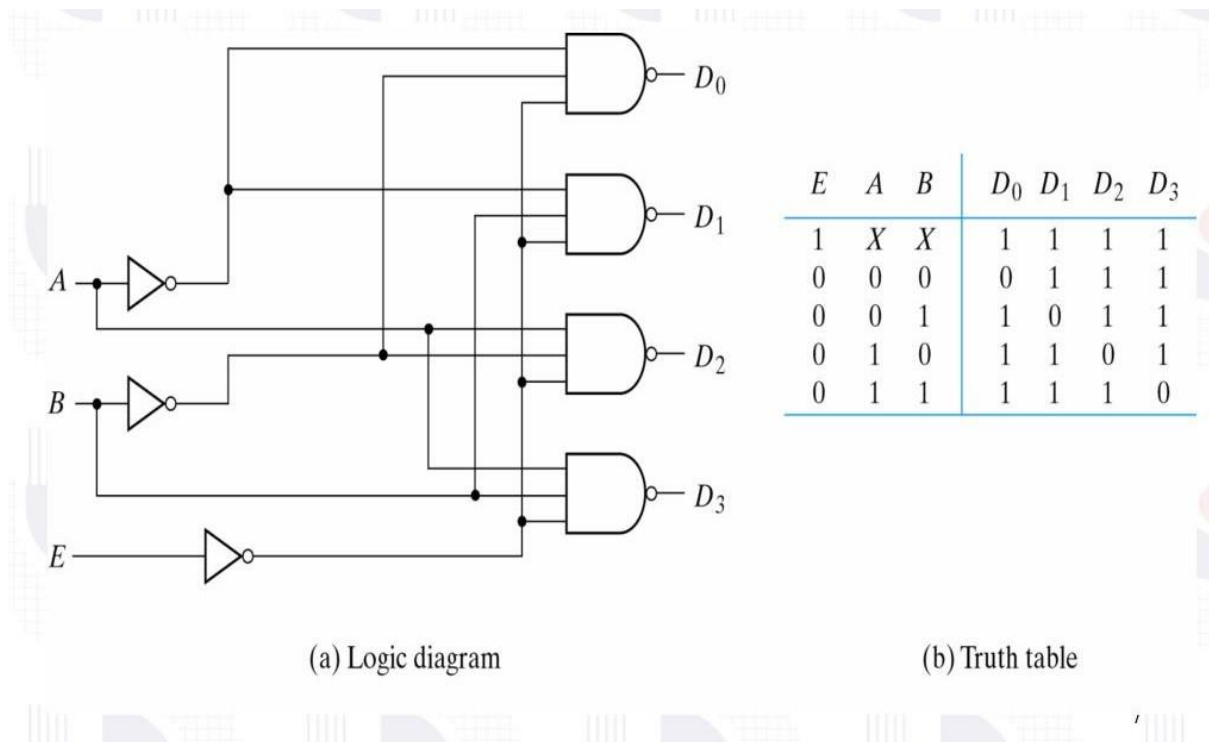 D0
D1
A
D2
B
D3
E
(a) Logic diagram
E A B D0 D1 D2 D3
1 X X 1 1 1 1
0 0 0 0 1 1 1
0 0 1 1 0 1 1
0 1 0 1 1 0 1
0 1 1 1 1 1 0
(b) Truth table